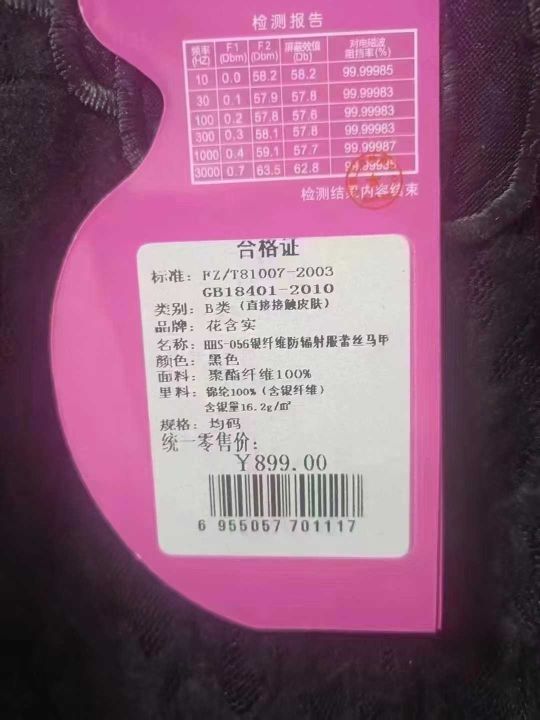 检测报告
频率(HZ) F1(Dbm) F2(Dbm) 屏蔽效值(Db) 对电磁波阻挡率(%)
10 0.0 58.2 58.2 99.99985
30 0.1 57.9 57.8 99.99983
100 0.2 57.8 57.6 99.99983
300 0.3 58.1 57.8 99.99983
1000 0.4 59.1 57.7 99.99987
3000 0.7 63.5 62.8
检测结果内容结束
合格证
标准: FZ/T81007-2003
GB18401-2010
类别: B类(直接接触皮肤)
品牌: 花含实
名称: HHS-056银纤维防辐射服蕾丝马甲
颜色: 黑色
面料: 聚酯纤维100%
里料: 锦纶100%(含银纤维)
含银量16.2g/㎡
规格: 均码
统一零售价:
¥899.00
6 955057 701117